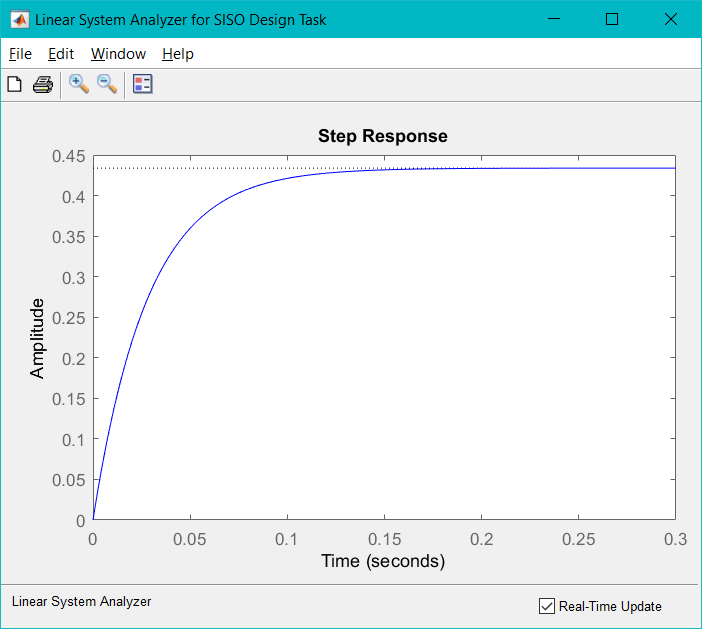 Linear System Analyzer for SISO Design Task
File Edit Window Help
Step Response
0.45
0.4
0.35
0.3
0.25
0.2
0.15
0.1
0.05
0
Amplitude
0 0.05 0.1 0.15 0.2 0.25 0.3
Time (seconds)
Linear System Analyzer
Real-Time Update